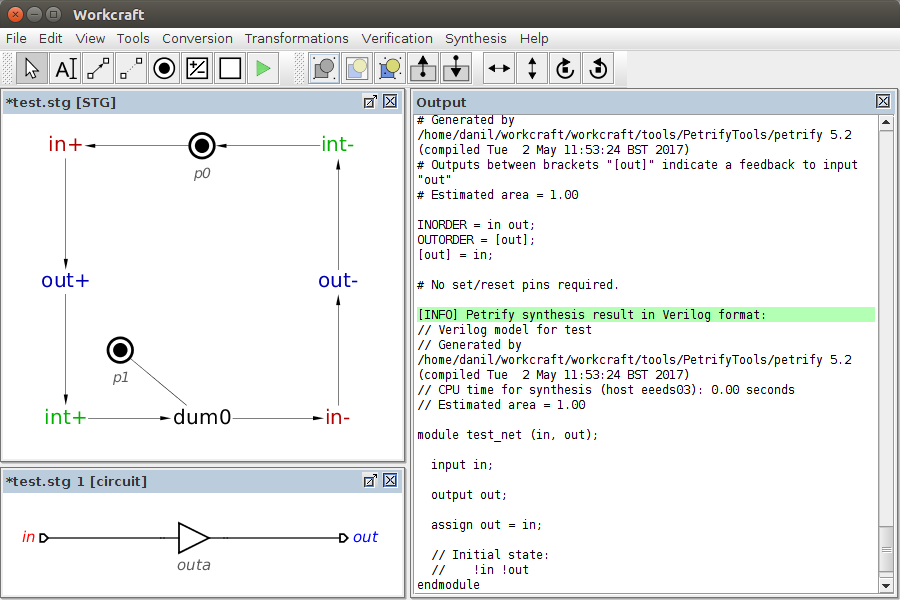 Workcraft
File Edit View Tools Conversion Transformations Verification Synthesis Help
AI
*test.stg [STG]
in+
p0
int-
out+
out-
p1
int+
dum0
in-
*test.stg 1 [circuit]
in
out
outa
Output
# Generated by
/home/danil/workcraft/workcraft/tools/PetrifyTools/petrify 5.2
(compiled Tue  2 May 11:53:24 BST 2017)
# Outputs between brackets "[out]" indicate a feedback to input
"out"
# Estimated area = 1.00
INORDER = in out;
OUTORDER = [out];
[out] = in;
# No set/reset pins required.
[INFO] Petrify synthesis result in Verilog format:
// Verilog model for test
// Generated by
/home/danil/workcraft/workcraft/tools/PetrifyTools/petrify 5.2
(compiled Tue  2 May 11:53:24 BST 2017)
// CPU time for synthesis (host eeeds03): 0.00 seconds
// Estimated area = 1.00
module test_net (in, out);
input in;
output out;
assign out = in;
// Initial state:
//    !in !out
endmodule